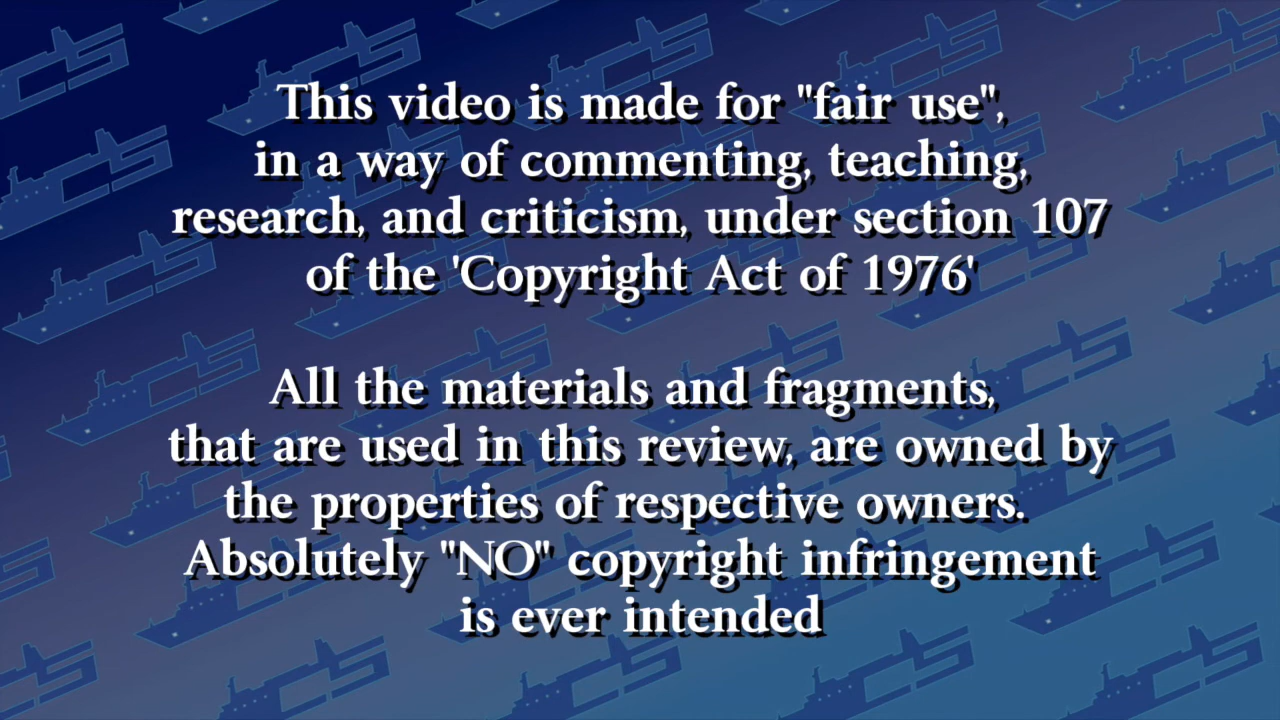 This video is made for "fair use",
in a way of commenting, teaching,
research, and criticism, under section 107
of the 'Copyright Act of 1976'
All the materials and fragments,
that are used in this review, are owned by
the properties of respective owners.
Absolutely "NO" copyright infringement
is ever intended